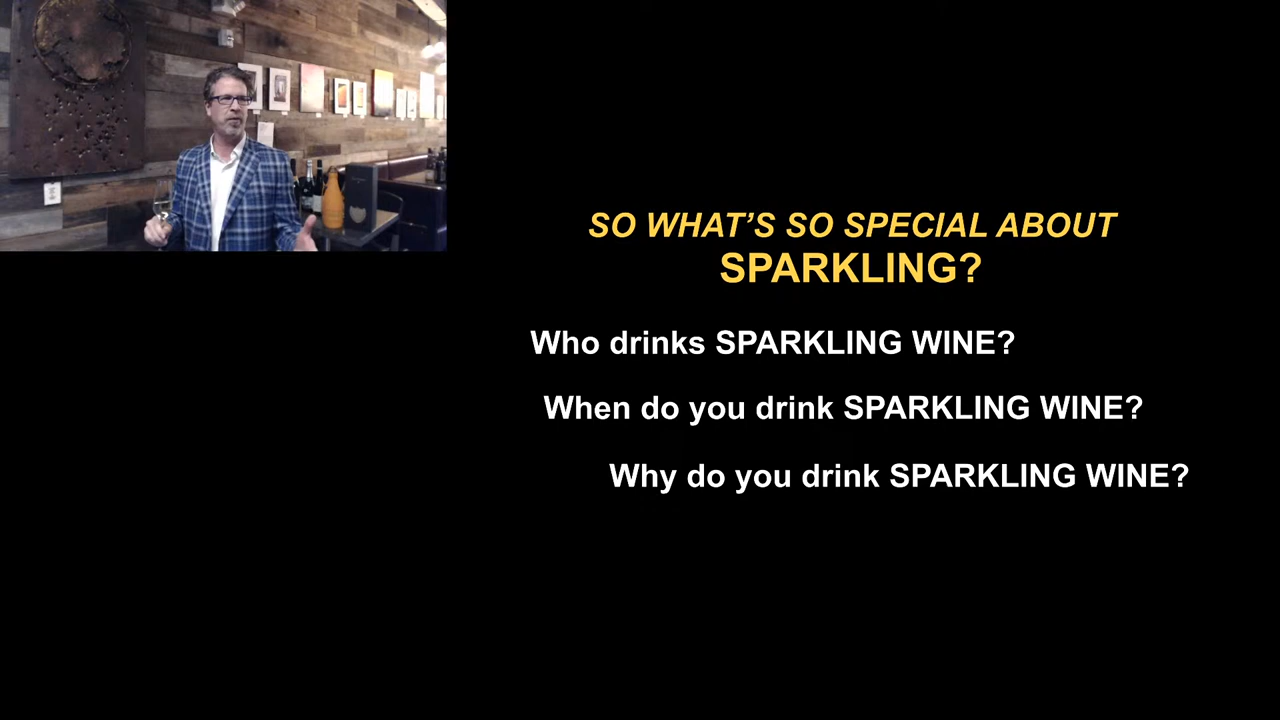 SO WHAT’S SO SPECIAL ABOUT
SPARKLING?
Who drinks SPARKLING WINE?
When do you drink SPARKLING WINE?
Why do you drink SPARKLING WINE?